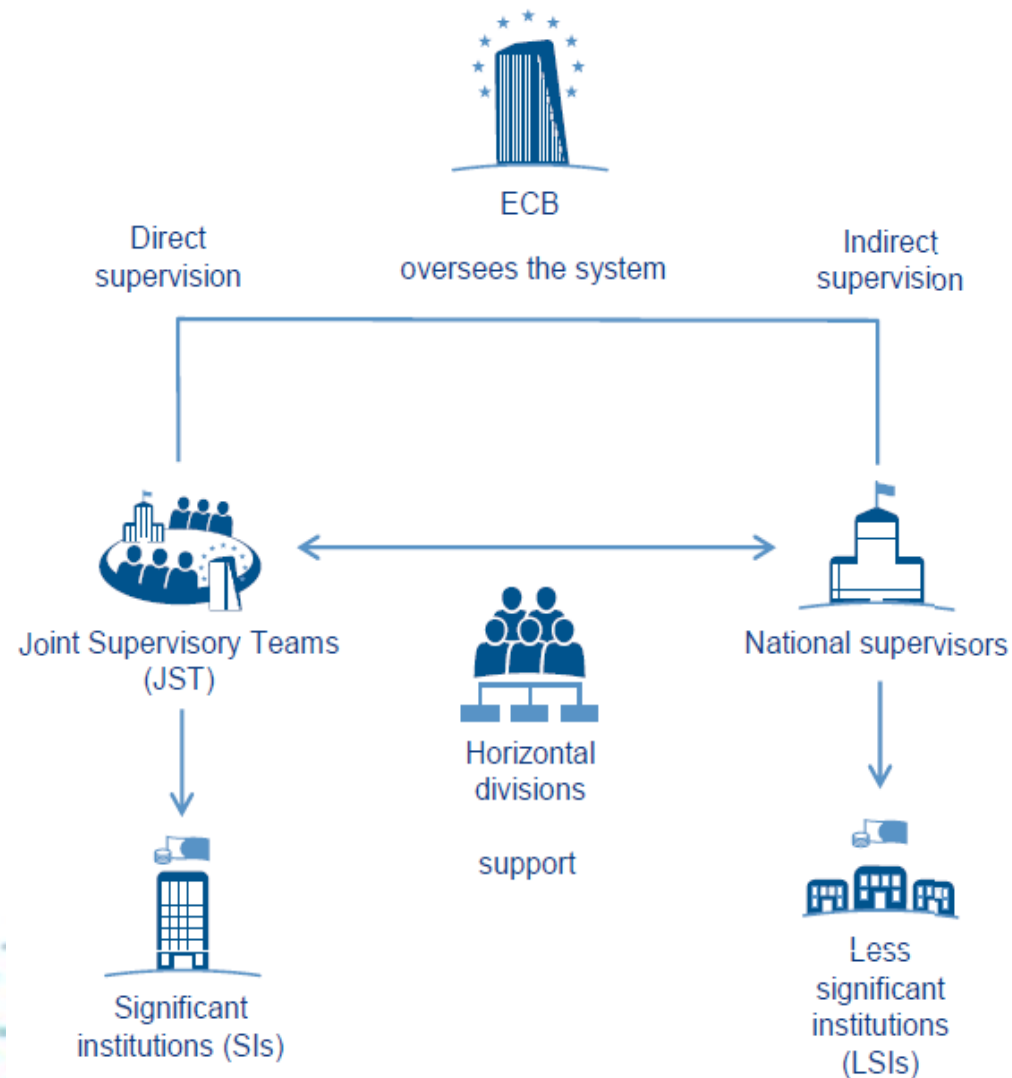 ECB
oversees the system
Direct
supervision
Indirect
supervision
Joint Supervisory Teams
(JST)
National supervisors
Horizontal
divisions
support
Significant
institutions (SIs)
Less
significant
institutions
(LSIs)